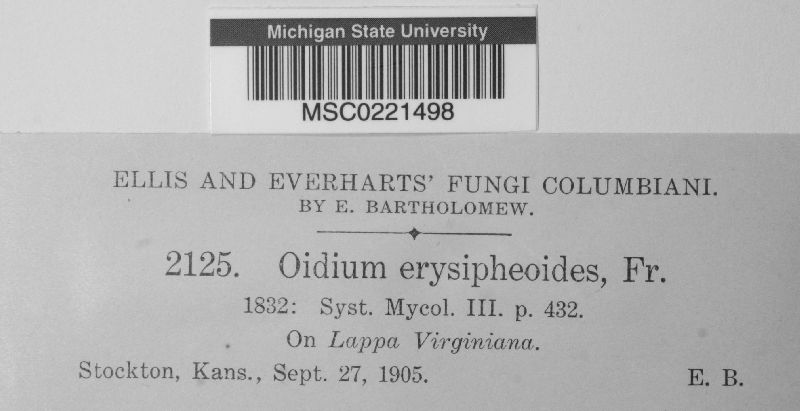 Michigan State University
MSC0221498
ELLIS AND EVERHARTS' FUNGI COLUMBIANI.
BY E. BARTHOLOMEW.
2125. Oidium erysipheoides, Fr.
1832: Syst. Mycol. III. p. 432.
On Lappa Virginiana.
Stockton, Kans., Sept. 27, 1905. E. B.